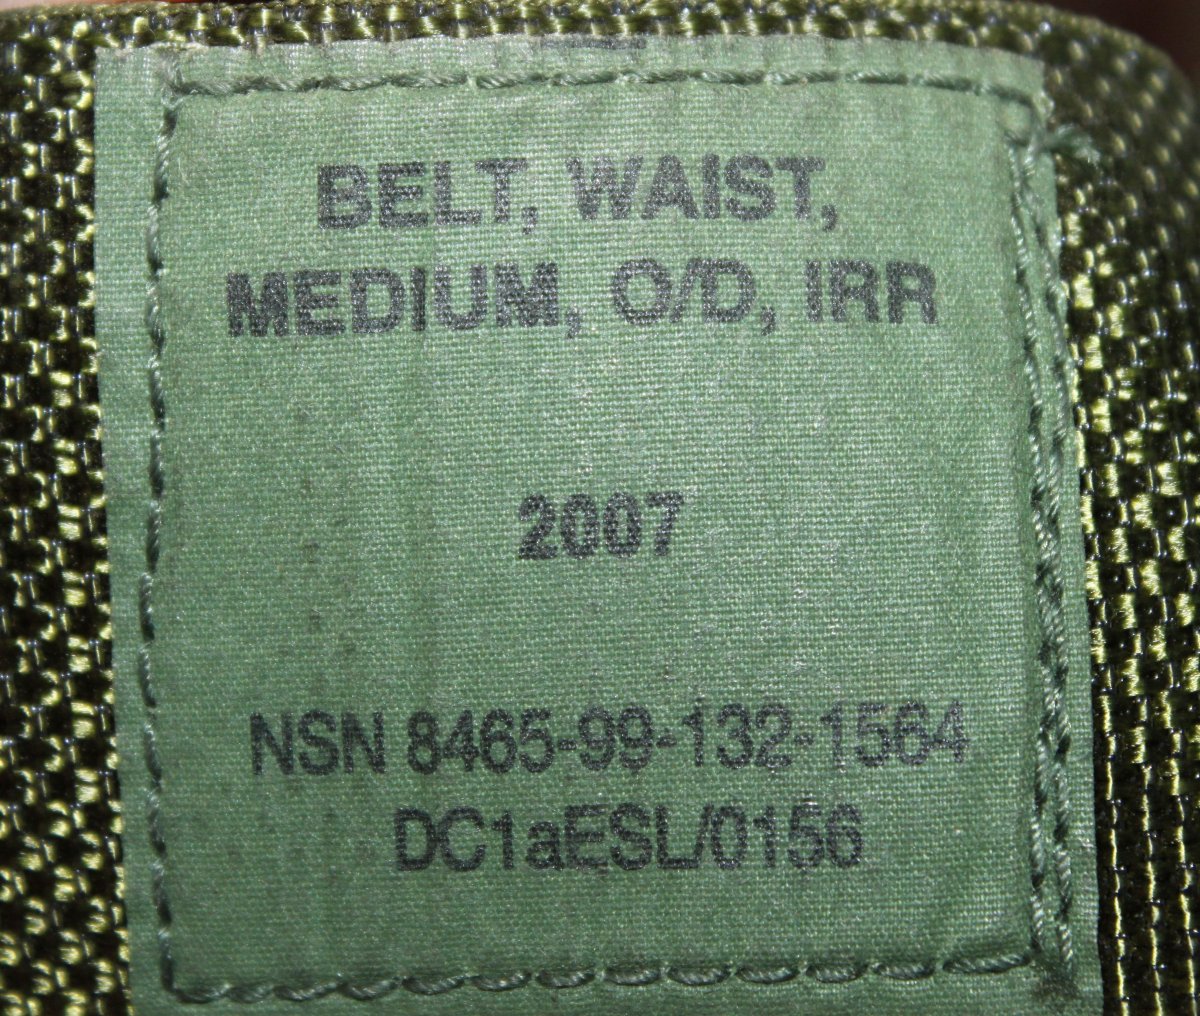 BELT, WAIST,
MEDIUM, O/D, IRR
2007
NSN 8465-99-132-1564
DC1aESL/0156